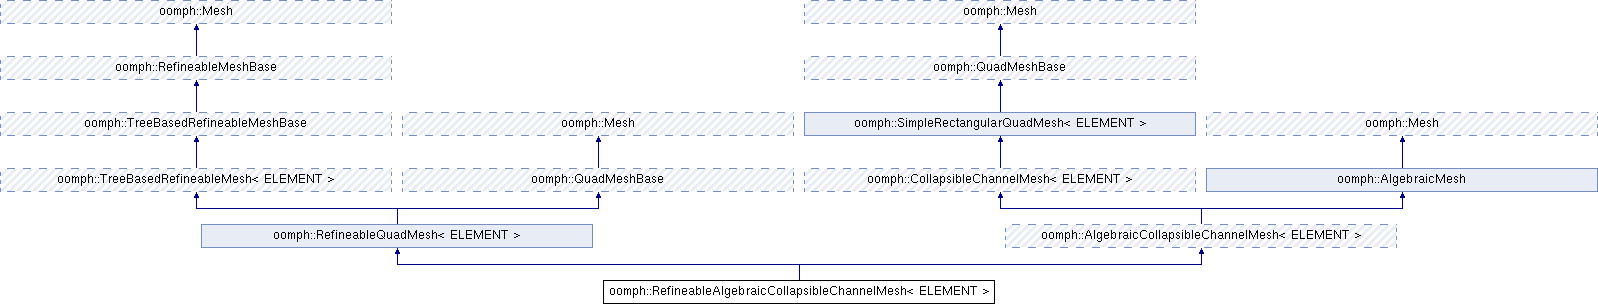 oomph::Mesh
oomph::Mesh
oomph::RefineableMeshBase
oomph::QuadMeshBase
oomph::TreeBasedRefineableMeshBase
oomph::Mesh
oomph::SimpleRectangularQuadMesh< ELEMENT >
oomph::Mesh
oomph::TreeBasedRefineableMesh< ELEMENT >
oomph::QuadMeshBase
oomph::CollapsibleChannelMesh< ELEMENT >
oomph::AlgebraicMesh
oomph::RefineableQuadMesh< ELEMENT >
oomph::AlgebraicCollapsibleChannelMesh< ELEMENT >
oomph::RefineableAlgebraicCollapsibleChannelMesh< ELEMENT >